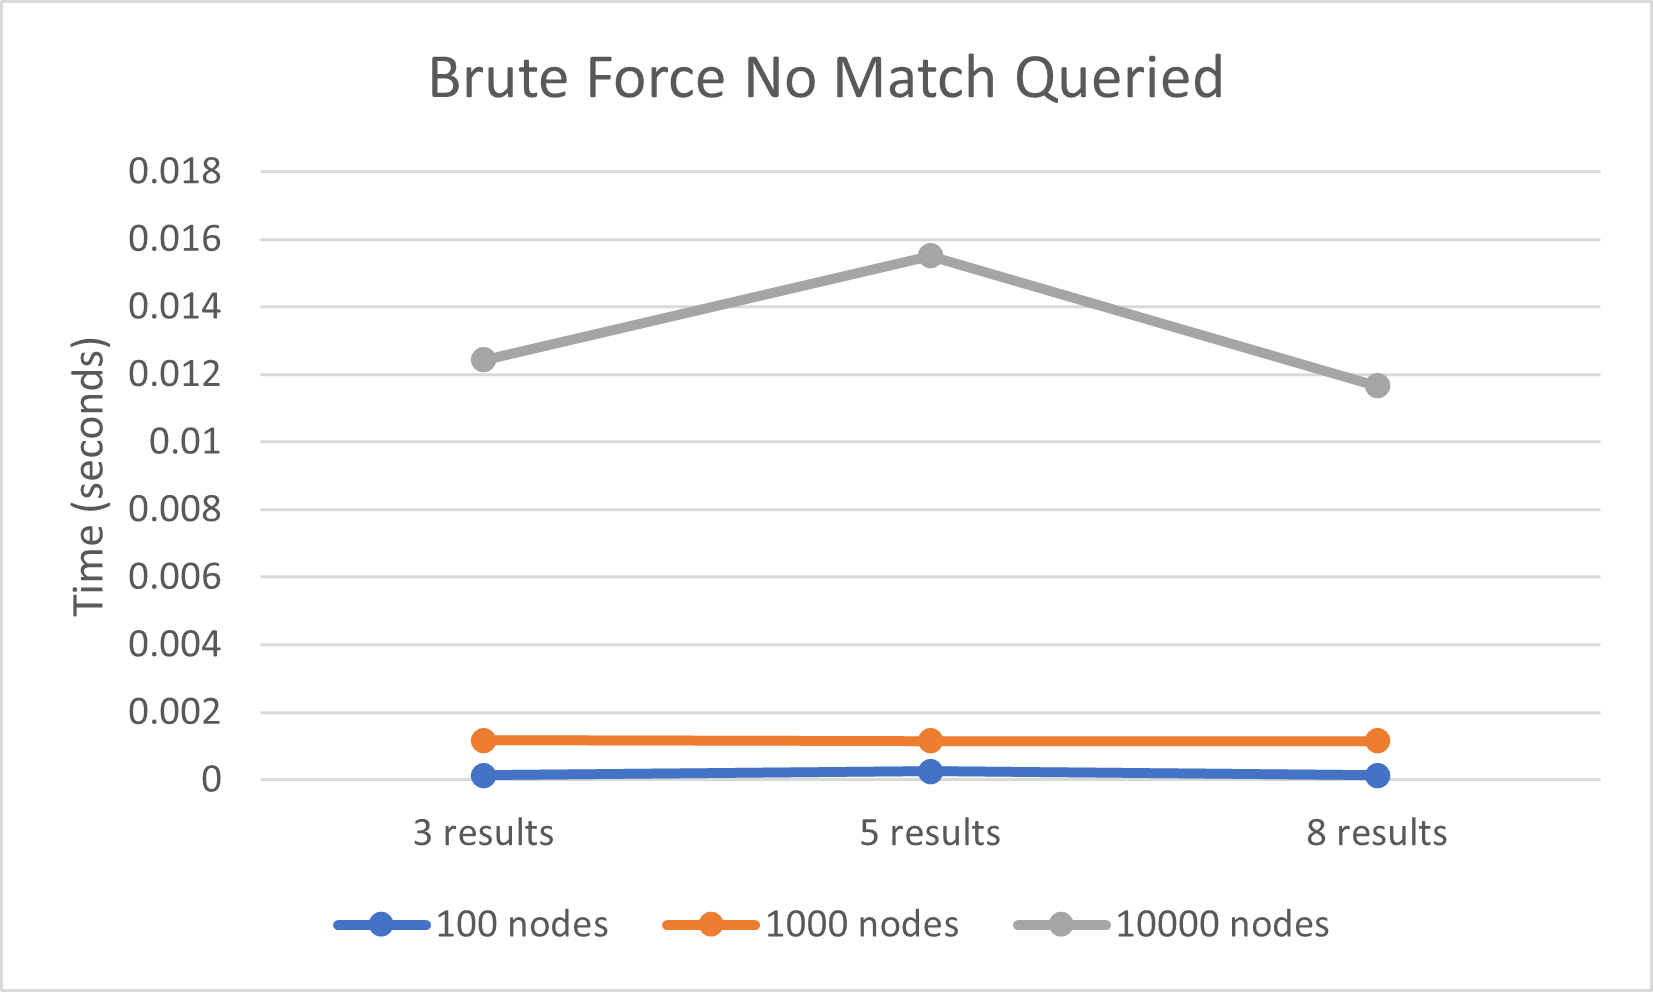 Brute Force No Match Queried
0.018
0.016
0.014
0.012
0.01
0.008
0.006
0.004
0.002
0
Time (seconds)
3 results 5 results 8 results
100 nodes 1000 nodes 10000 nodes